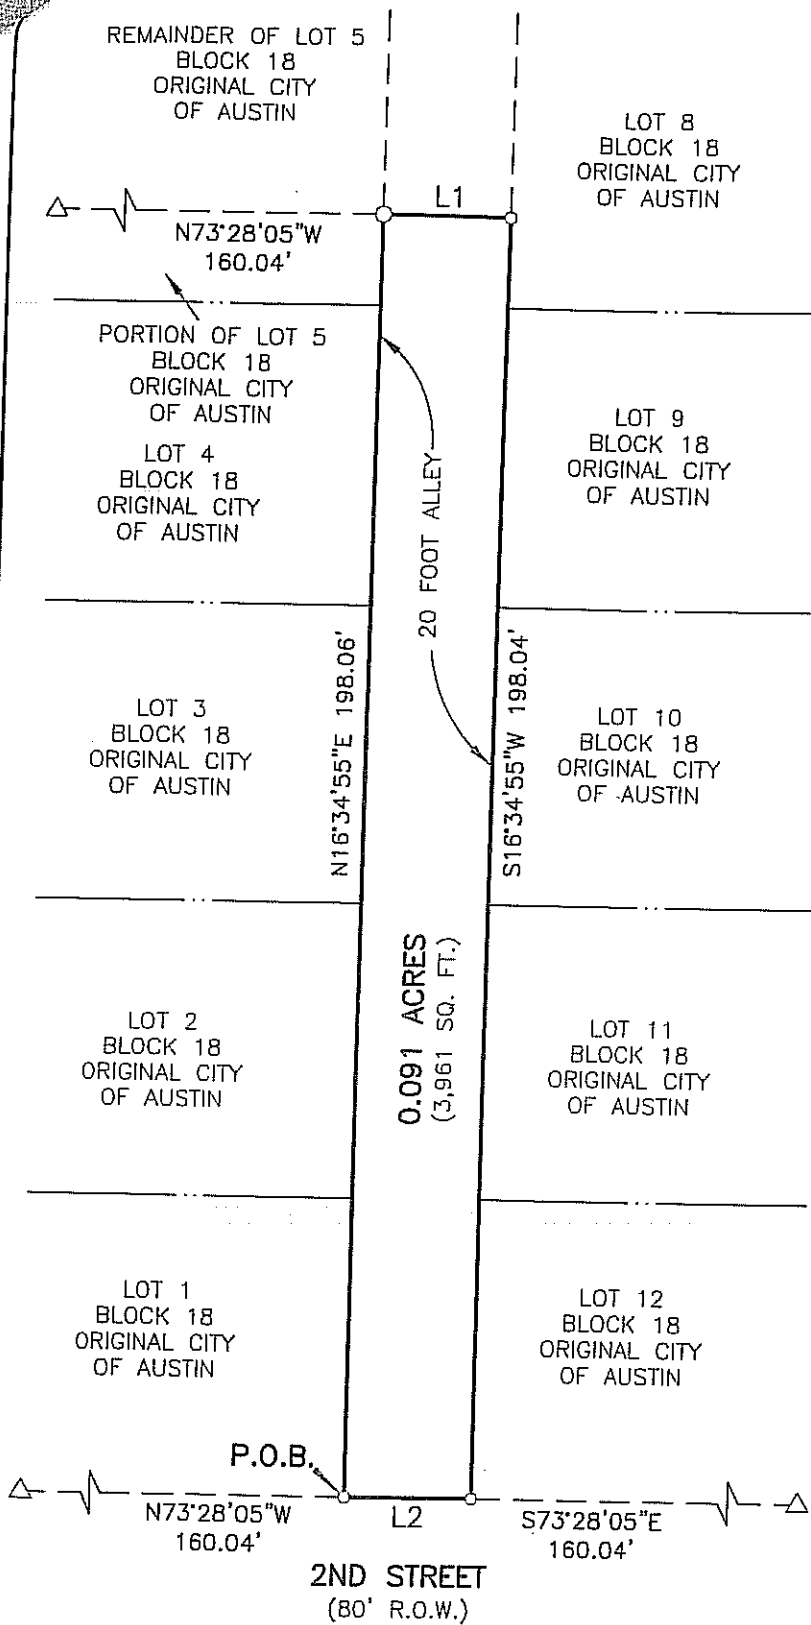 REMAINDER OF LOT 5
BLOCK 18
ORIGINAL CITY
OF AUSTIN
LOT 8
BLOCK 18
ORIGINAL CITY
OF AUSTIN
L1
N73°28'05"W
160.04'
PORTION OF LOT 5
BLOCK 18
ORIGINAL CITY
OF AUSTIN
LOT 4
BLOCK 18
ORIGINAL CITY
OF AUSTIN
LOT 9
BLOCK 18
ORIGINAL CITY
OF AUSTIN
20 FOOT ALLEY
N16°34'55"E 198.06'
S16°34'55"W 198.04'
LOT 3
BLOCK 18
ORIGINAL CITY
OF AUSTIN
LOT 10
BLOCK 18
ORIGINAL CITY
OF AUSTIN
0.091 ACRES
(3,961 SQ. FT.)
LOT 2
BLOCK 18
ORIGINAL CITY
OF AUSTIN
LOT 11
BLOCK 18
ORIGINAL CITY
OF AUSTIN
LOT 1
BLOCK 18
ORIGINAL CITY
OF AUSTIN
LOT 12
BLOCK 18
ORIGINAL CITY
OF AUSTIN
P.O.B.
N73°28'05"W
160.04'
L2
S73°28'05"E
160.04'
2ND STREET
(80' R.O.W.)